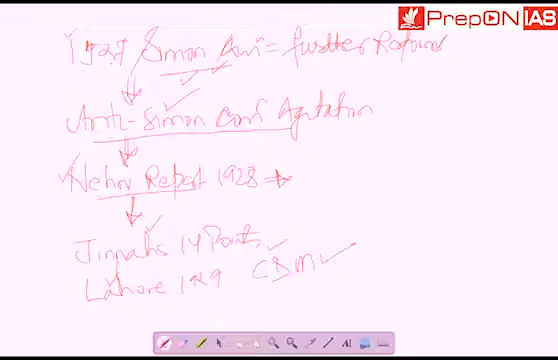 PrepON IAS
Simon Com = further Reforms
Anti-Simon Com Agitation
Nehru Report 1928 →
Jinnahs 14 Points
Lahore 1929 CDM